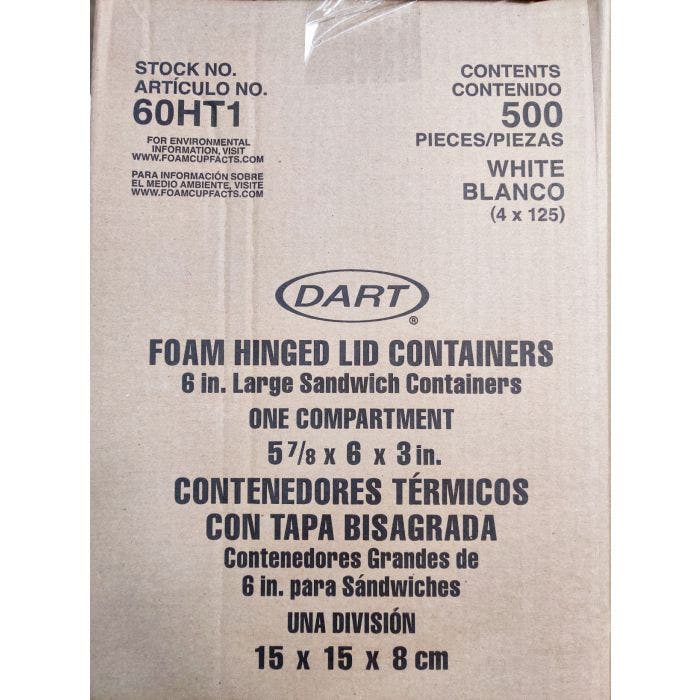 STOCK NO.
ARTÍCULO NO.
60HT1
FOR ENVIRONMENTAL
INFORMATION, VISIT
WWW.FOAMCUPFACTS.COM
PARA INFORMACIÓN SOBRE
EL MEDIO AMBIENTE, VISITE
WWW.FOAMCUPFACTS.COM
CONTENTS
CONTENIDO
500
PIECES/PIEZAS
WHITE
BLANCO
(4 x 125)
DART®
FOAM HINGED LID CONTAINERS
6 in. Large Sandwich Containers
ONE COMPARTMENT
5 7/8 x 6 x 3 in.
CONTENEDORES TÉRMICOS
CON TAPA BISAGRADA
Contenedores Grandes de
6 in. para Sándwiches
UNA DIVISIÓN
15 x 15 x 8 cm